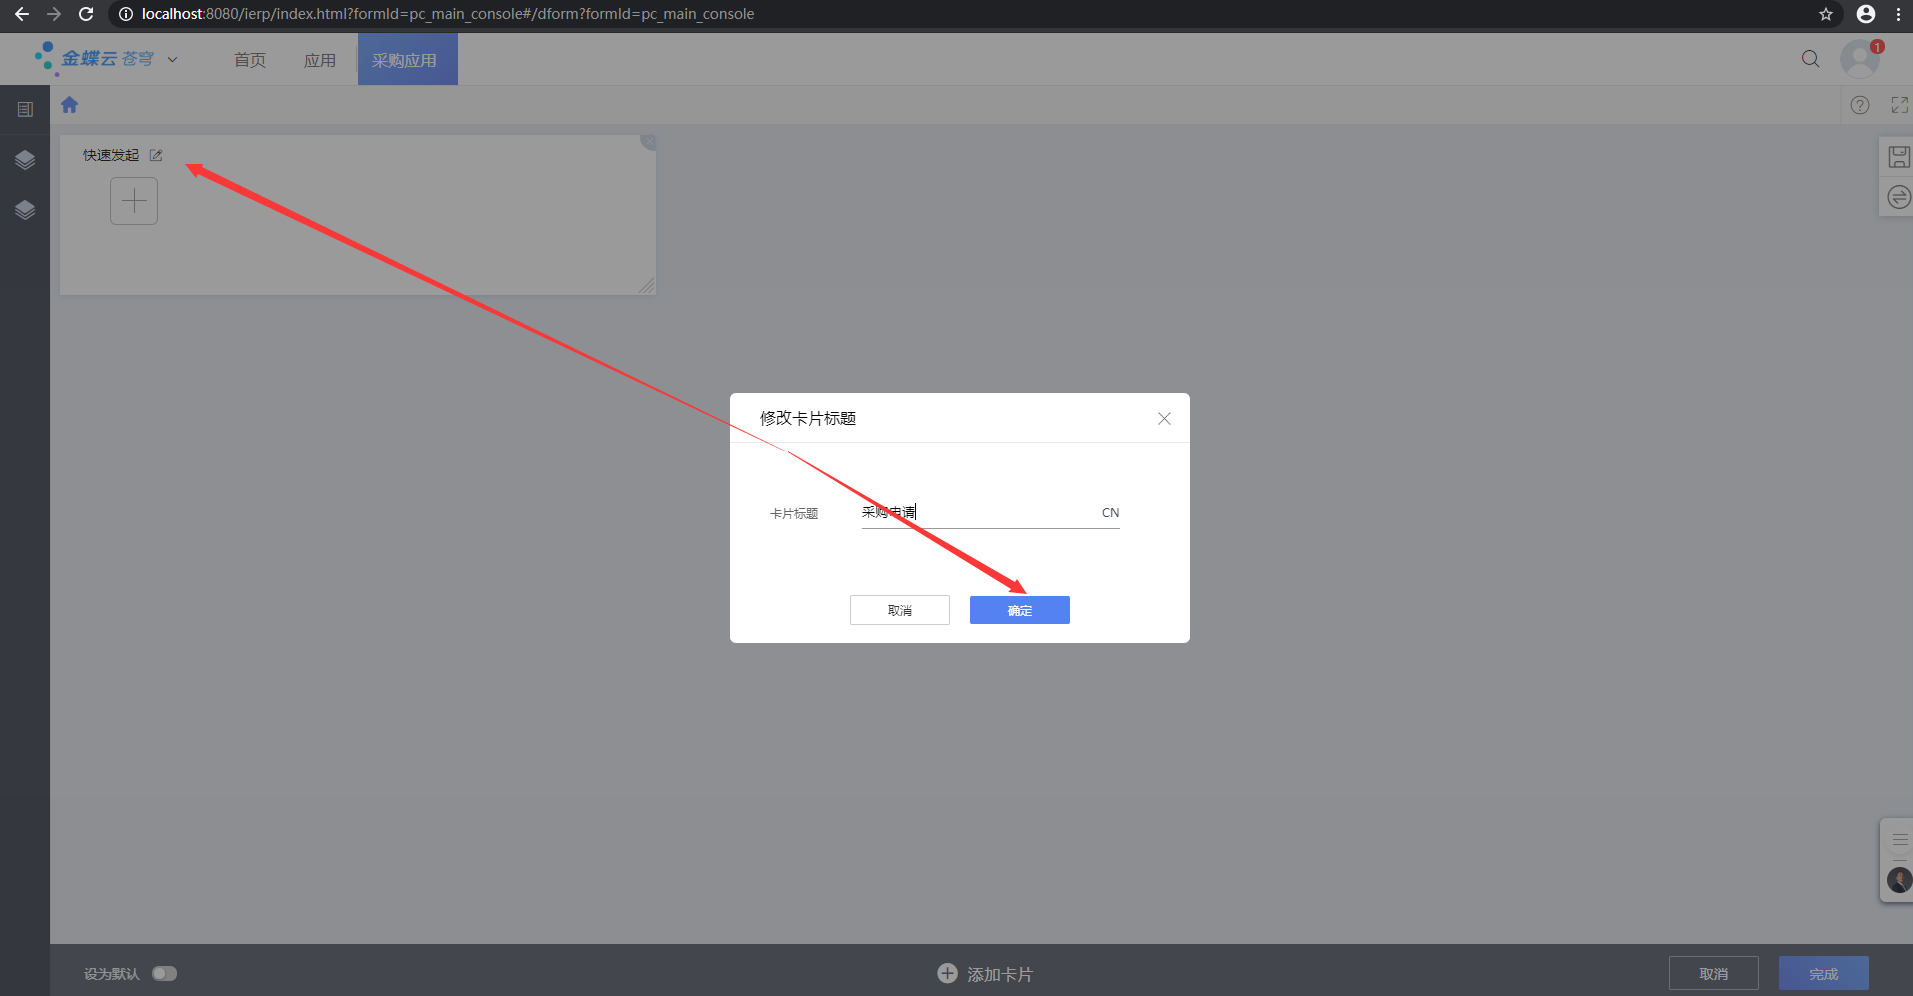 localhost:8080/ierp/index.html?formId=pc_main_console#/dform?formId=pc_main_console
金蝶云 苍穹
首页
应用
采购应用
1
快速发起
修改卡片标题
卡片标题
采购申请
CN
取消
确定
设为默认
添加卡片
取消
完成